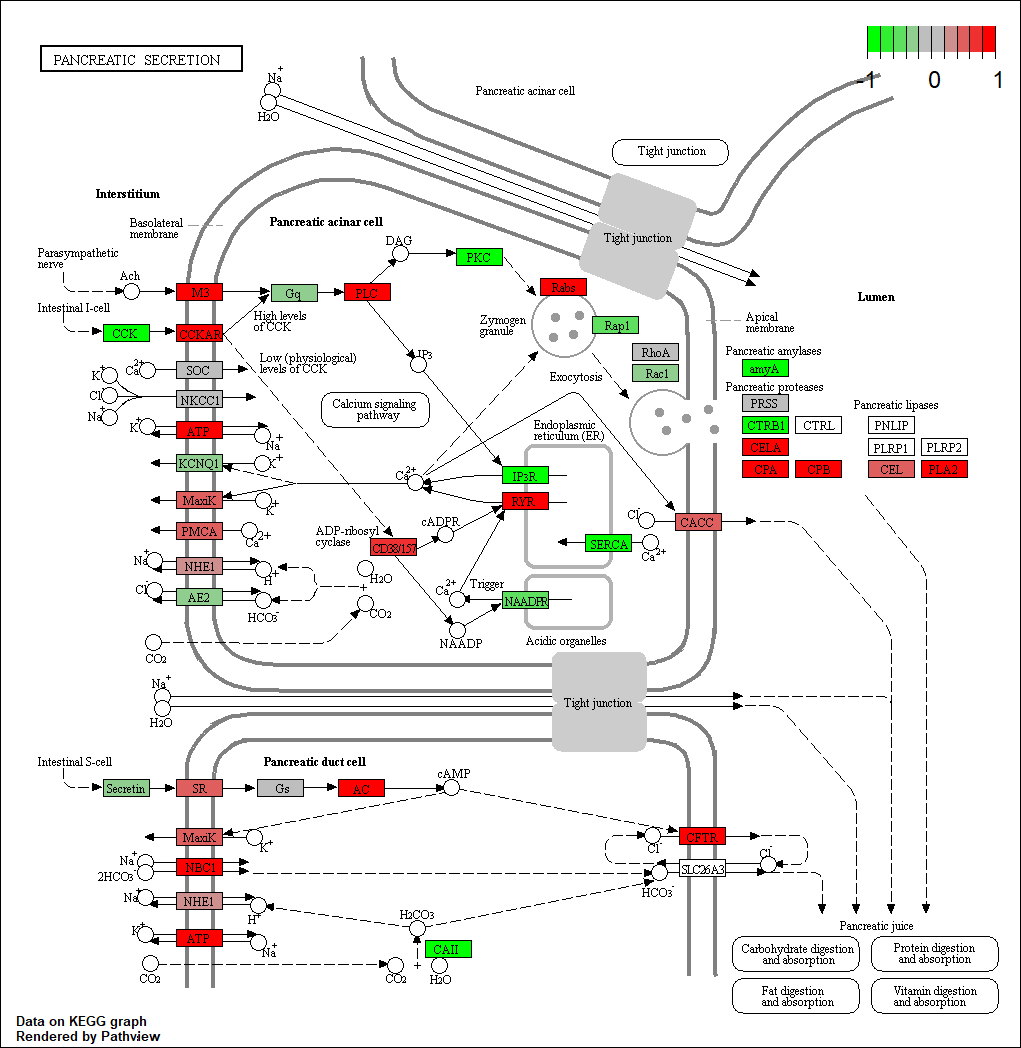 PANCREATIC SECRETION
-1
0
1
Na+
H2O
Pancreatic acinar cell
Tight junction
Interstitium
Basolateral
membrane
Pancreatic acinar cell
Tight junction
Parasympathetic
nerve
Ach
M3
Gq
PLC
DAG
PKC
Rabs
Lumen
Intestinal I-cell
CCK
CCKAR
High levels
of CCK
Zymogen
granule
Rap1
Apical
membrane
IP3
RhoA
Rac1
Exocytosis
Low (physiological)
levels of CCK
Calcium signaling
pathway
Pancreatic amylases
amyA
Pancreatic proteases
PRSS
CTRB1
CTRL
CELA
CPA
CPB
Pancreatic lipases
PNLIP
PLRP1
PLRP2
CEL
PLA2
Ca2+
SOC
K+
Cl-
Na+
NKCC1
K+
ATP
Na+
KCNQ1
K+
MaxiK
K+
PMCA
Ca2+
Na+
NHE1
H+
Cl-
AE2
HCO3-
CO2
H2O
CO2
Endoplasmic
reticulum (ER)
Ca2+
IP3R
RYR
ADP-ribosyl
cyclase
cADPR
CD38/157
SERCA
Ca2+
Cl-
CACC
Ca2+
Trigger
NAADPR
NAADP
Acidic organelles
Na+
H2O
Tight junction
Intestinal S-cell
Pancreatic duct cell
Secretin
SR
Gs
AC
cAMP
MaxiK
K+
Na+
2HCO3-
NBC1
Na+
NHE1
H+
K+
ATP
Na+
CO2
H2CO3
CAII
CO2
H2O
Cl-
CFTR
Cl-
SLC26A3
HCO3-
Pancreatic juice
Carbohydrate digestion
and absorption
Protein digestion
and absorption
Fat digestion
and absorption
Vitamin digestion
and absorption
Data on KEGG graph
Rendered by Pathview